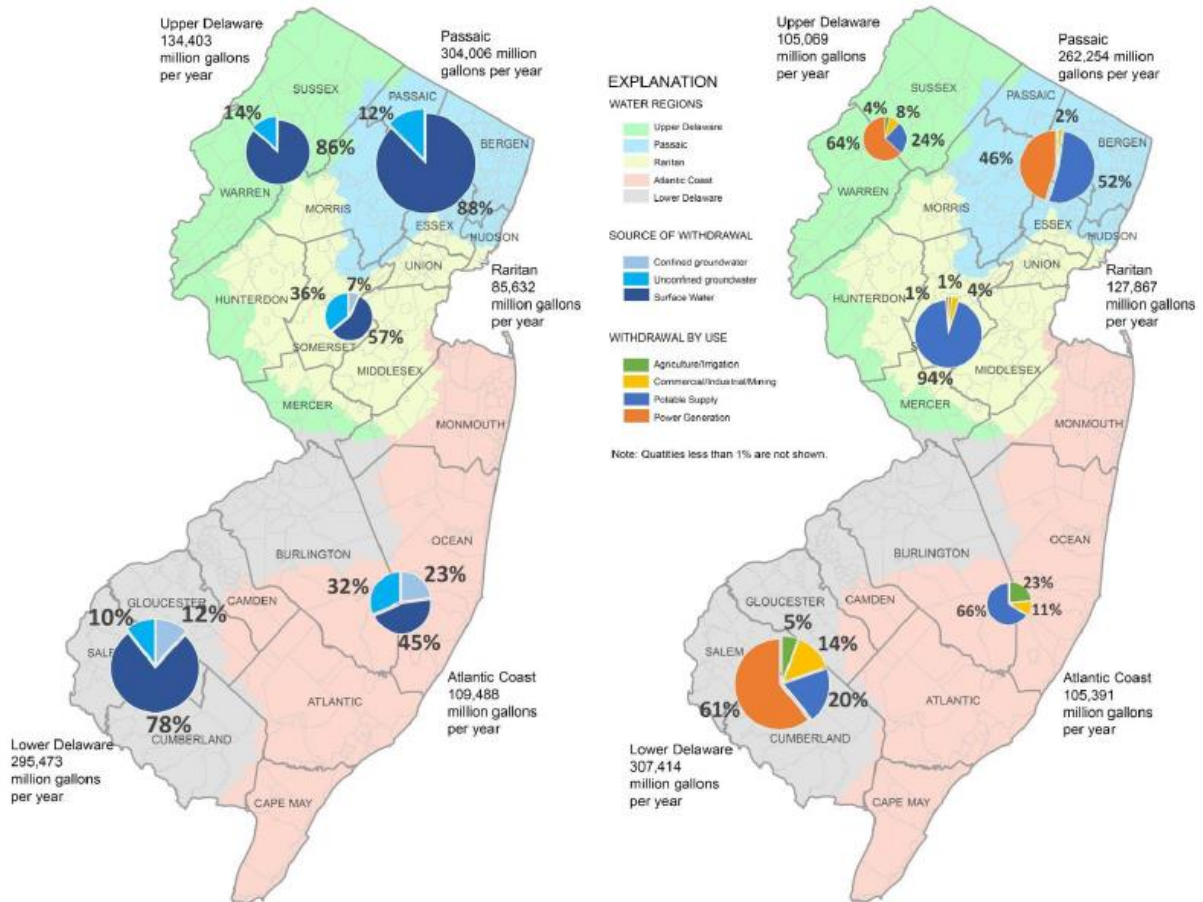 Upper Delaware
134,403
million gallons
per year
Passaic
304,006 million
gallons per year
SUSSEX
PASSAIC
14%
12%
86%
BERGEN
WARREN
88%
MORRIS
ESSEX
HUDSON
UNION
Raritan
85,632
million gallons
per year
HUNTERDON
36%
7%
57%
SOMERSET
MIDDLESEX
MERCER
MONMOUTH
OCEAN
BURLINGTON
32%
23%
45%
GLOUCESTER
CAMDEN
10%
12%
78%
Atlantic Coast
109,488
million gallons
per year
ATLANTIC
CUMBERLAND
Lower Delaware
295,473
million gallons
per year
CAPE MAY
EXPLANATION
WATER REGIONS
Upper Delaware
Passaic
Raritan
Atlantic Coast
Lower Delaware
SOURCE OF WITHDRAWAL
Confined groundwater
Unconfined groundwater
Surface Water
WITHDRAWAL BY USE
Agriculture/Irrigation
Commercial/Industrial/Mining
Potable Supply
Power Generation
Note: Quatities less than 1% are not shown.
Upper Delaware
105,069
million gallons
per year
Passaic
262,254 million
gallons per year
SUSSEX
PASSAIC
4%
8%
64%
24%
2%
BERGEN
46%
52%
WARREN
MORRIS
ESSEX
HUDSON
UNION
Raritan
127,867
million gallons
per year
HUNTERDON
1%
1%
4%
94%
MIDDLESEX
MERCER
MONMOUTH
OCEAN
BURLINGTON
23%
66%
11%
GLOUCESTER
CAMDEN
5%
SALEM
14%
61%
20%
Atlantic Coast
105,391
million gallons
per year
ATLANTIC
CUMBERLAND
Lower Delaware
307,414
million gallons
per year
CAPE MAY